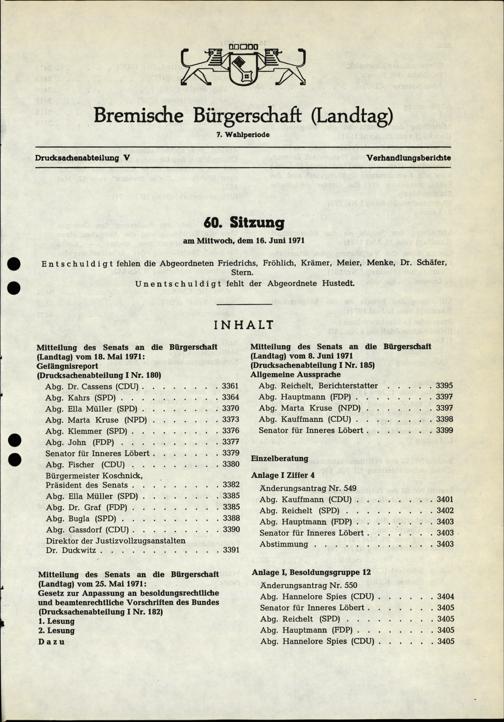 Bremische Bürgerschaft (Landtag)
7. Wahlperiode
Drucksachenabteilung V
Verhandlungsberichte
60. Sitzung
am Mittwoch, dem 16. Juni 1971
Entschuldigt fehlen die Abgeordneten Friedrichs, Fröhlich, Krämer, Meier, Menke, Dr. Schäfer,
Stern.
Unentschuldigt fehlt der Abgeordnete Hustedt.
INHALT
Mitteilung des Senats an die Bürgerschaft
(Landtag) vom 18. Mai 1971:
Gefängnisreport
(Drucksachenabteilung I Nr. 180)
Abg. Dr. Cassens (CDU) . . . . . . . . 3361
Abg. Kahrs (SPD) . . . . . . . . . . 3364
Abg. Ella Müller (SPD) . . . . . . . . 3370
Abg. Marta Kruse (NPD) . . . . . . . 3373
Abg. Klemmer (SPD) . . . . . . . . . 3376
Abg. John (FDP) . . . . . . . . . . 3377
Senator für Inneres Löbert . . . . . . . 3379
Abg. Fischer (CDU) . . . . . . . . . 3380
Bürgermeister Koschnick,
Präsident des Senats . . . . . . . . . 3382
Abg. Ella Müller (SPD) . . . . . . . . 3385
Abg. Dr. Graf (FDP) . . . . . . . . . 3385
Abg. Bugla (SPD) . . . . . . . . . . 3388
Abg. Gassdorf (CDU) . . . . . . . . . 3390
Direktor der Justizvollzugsanstalten
Dr. Duckwitz . . . . . . . . . . . . 3391
Mitteilung des Senats an die Bürgerschaft
(Landtag) vom 25. Mai 1971:
Gesetz zur Anpassung an besoldungsrechtliche
und beamtenrechtliche Vorschriften des Bundes
(Drucksachenabteilung I Nr. 182)
1. Lesung
2. Lesung
Dazu
Mitteilung des Senats an die Bürgerschaft
(Landtag) vom 8. Juni 1971
(Drucksachenabteilung I Nr. 185)
Allgemeine Aussprache
Abg. Reichelt, Berichterstatter . . . . . 3395
Abg. Hauptmann (FDP) . . . . . . . . 3397
Abg. Marta Kruse (NPD) . . . . . . . 3397
Abg. Kauffmann (CDU) . . . . . . . . 3398
Senator für Inneres Löbert . . . . . . . 3399
Einzelberatung
Anlage I Ziffer 4
Änderungsantrag Nr. 549
Abg. Kauffmann (CDU) . . . . . . . . 3401
Abg. Reichelt (SPD) . . . . . . . . . 3402
Abg. Hauptmann (FDP) . . . . . . . . 3403
Senator für Inneres Löbert . . . . . . . 3403
Abstimmung . . . . . . . . . . . . 3403
Anlage I, Besoldungsgruppe 12
Änderungsantrag Nr. 550
Abg. Hannelore Spies (CDU) . . . . . . 3404
Senator für Inneres Löbert . . . . . . . 3405
Abg. Reichelt (SPD) . . . . . . . . . 3405
Abg. Hauptmann (FDP) . . . . . . . . 3405
Abg. Hannelore Spies (CDU) . . . . . . 3405